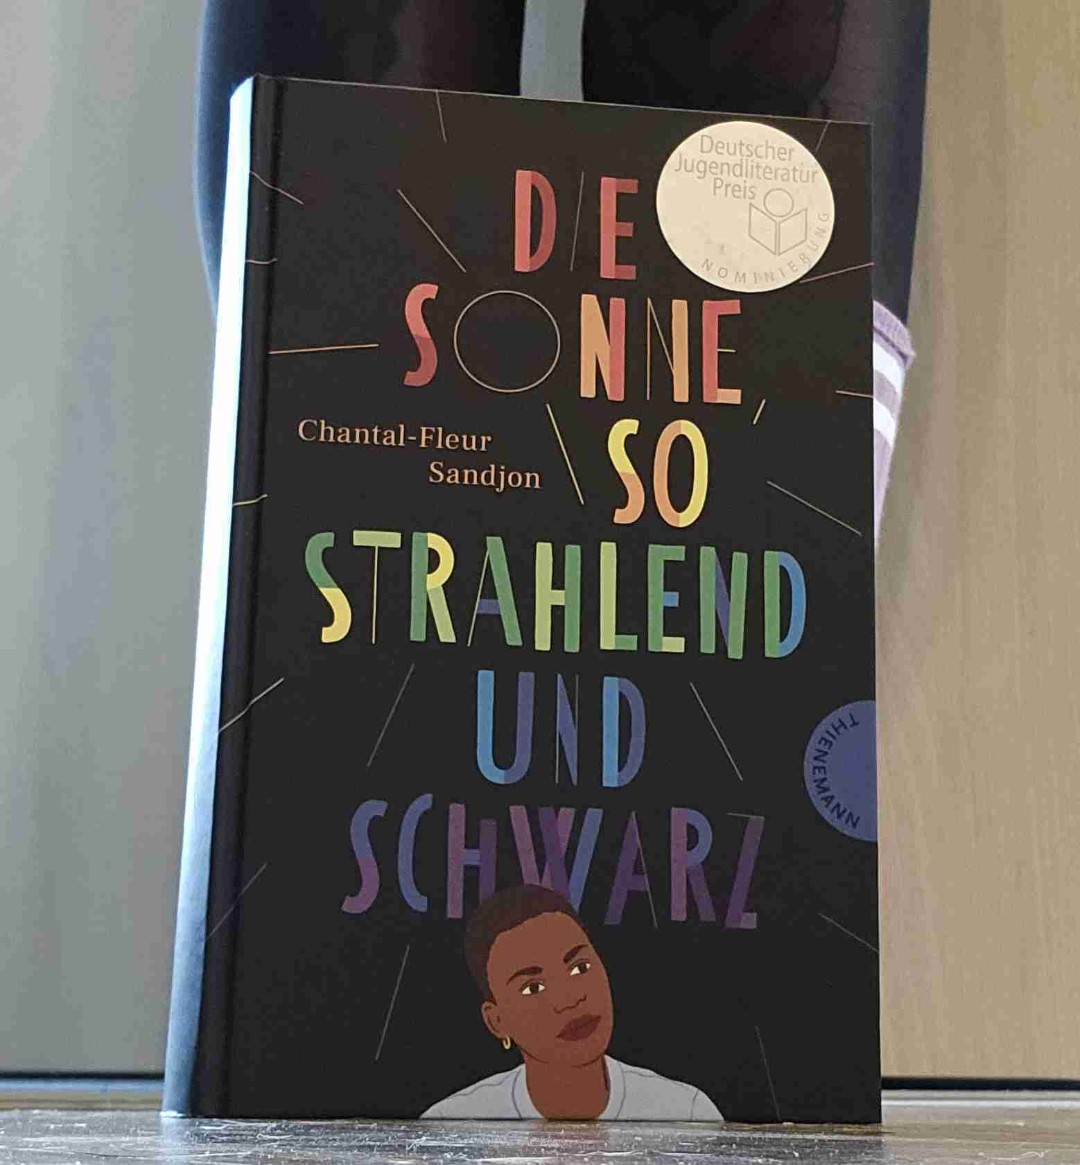 Deutscher
Jugendliteratur
Preis
NOMINIERUNG
DIE
SONNE,
SO
Chantal-Fleur
Sandjon
STRAHLEND
UND
SCHWARZ
THIENEMANN